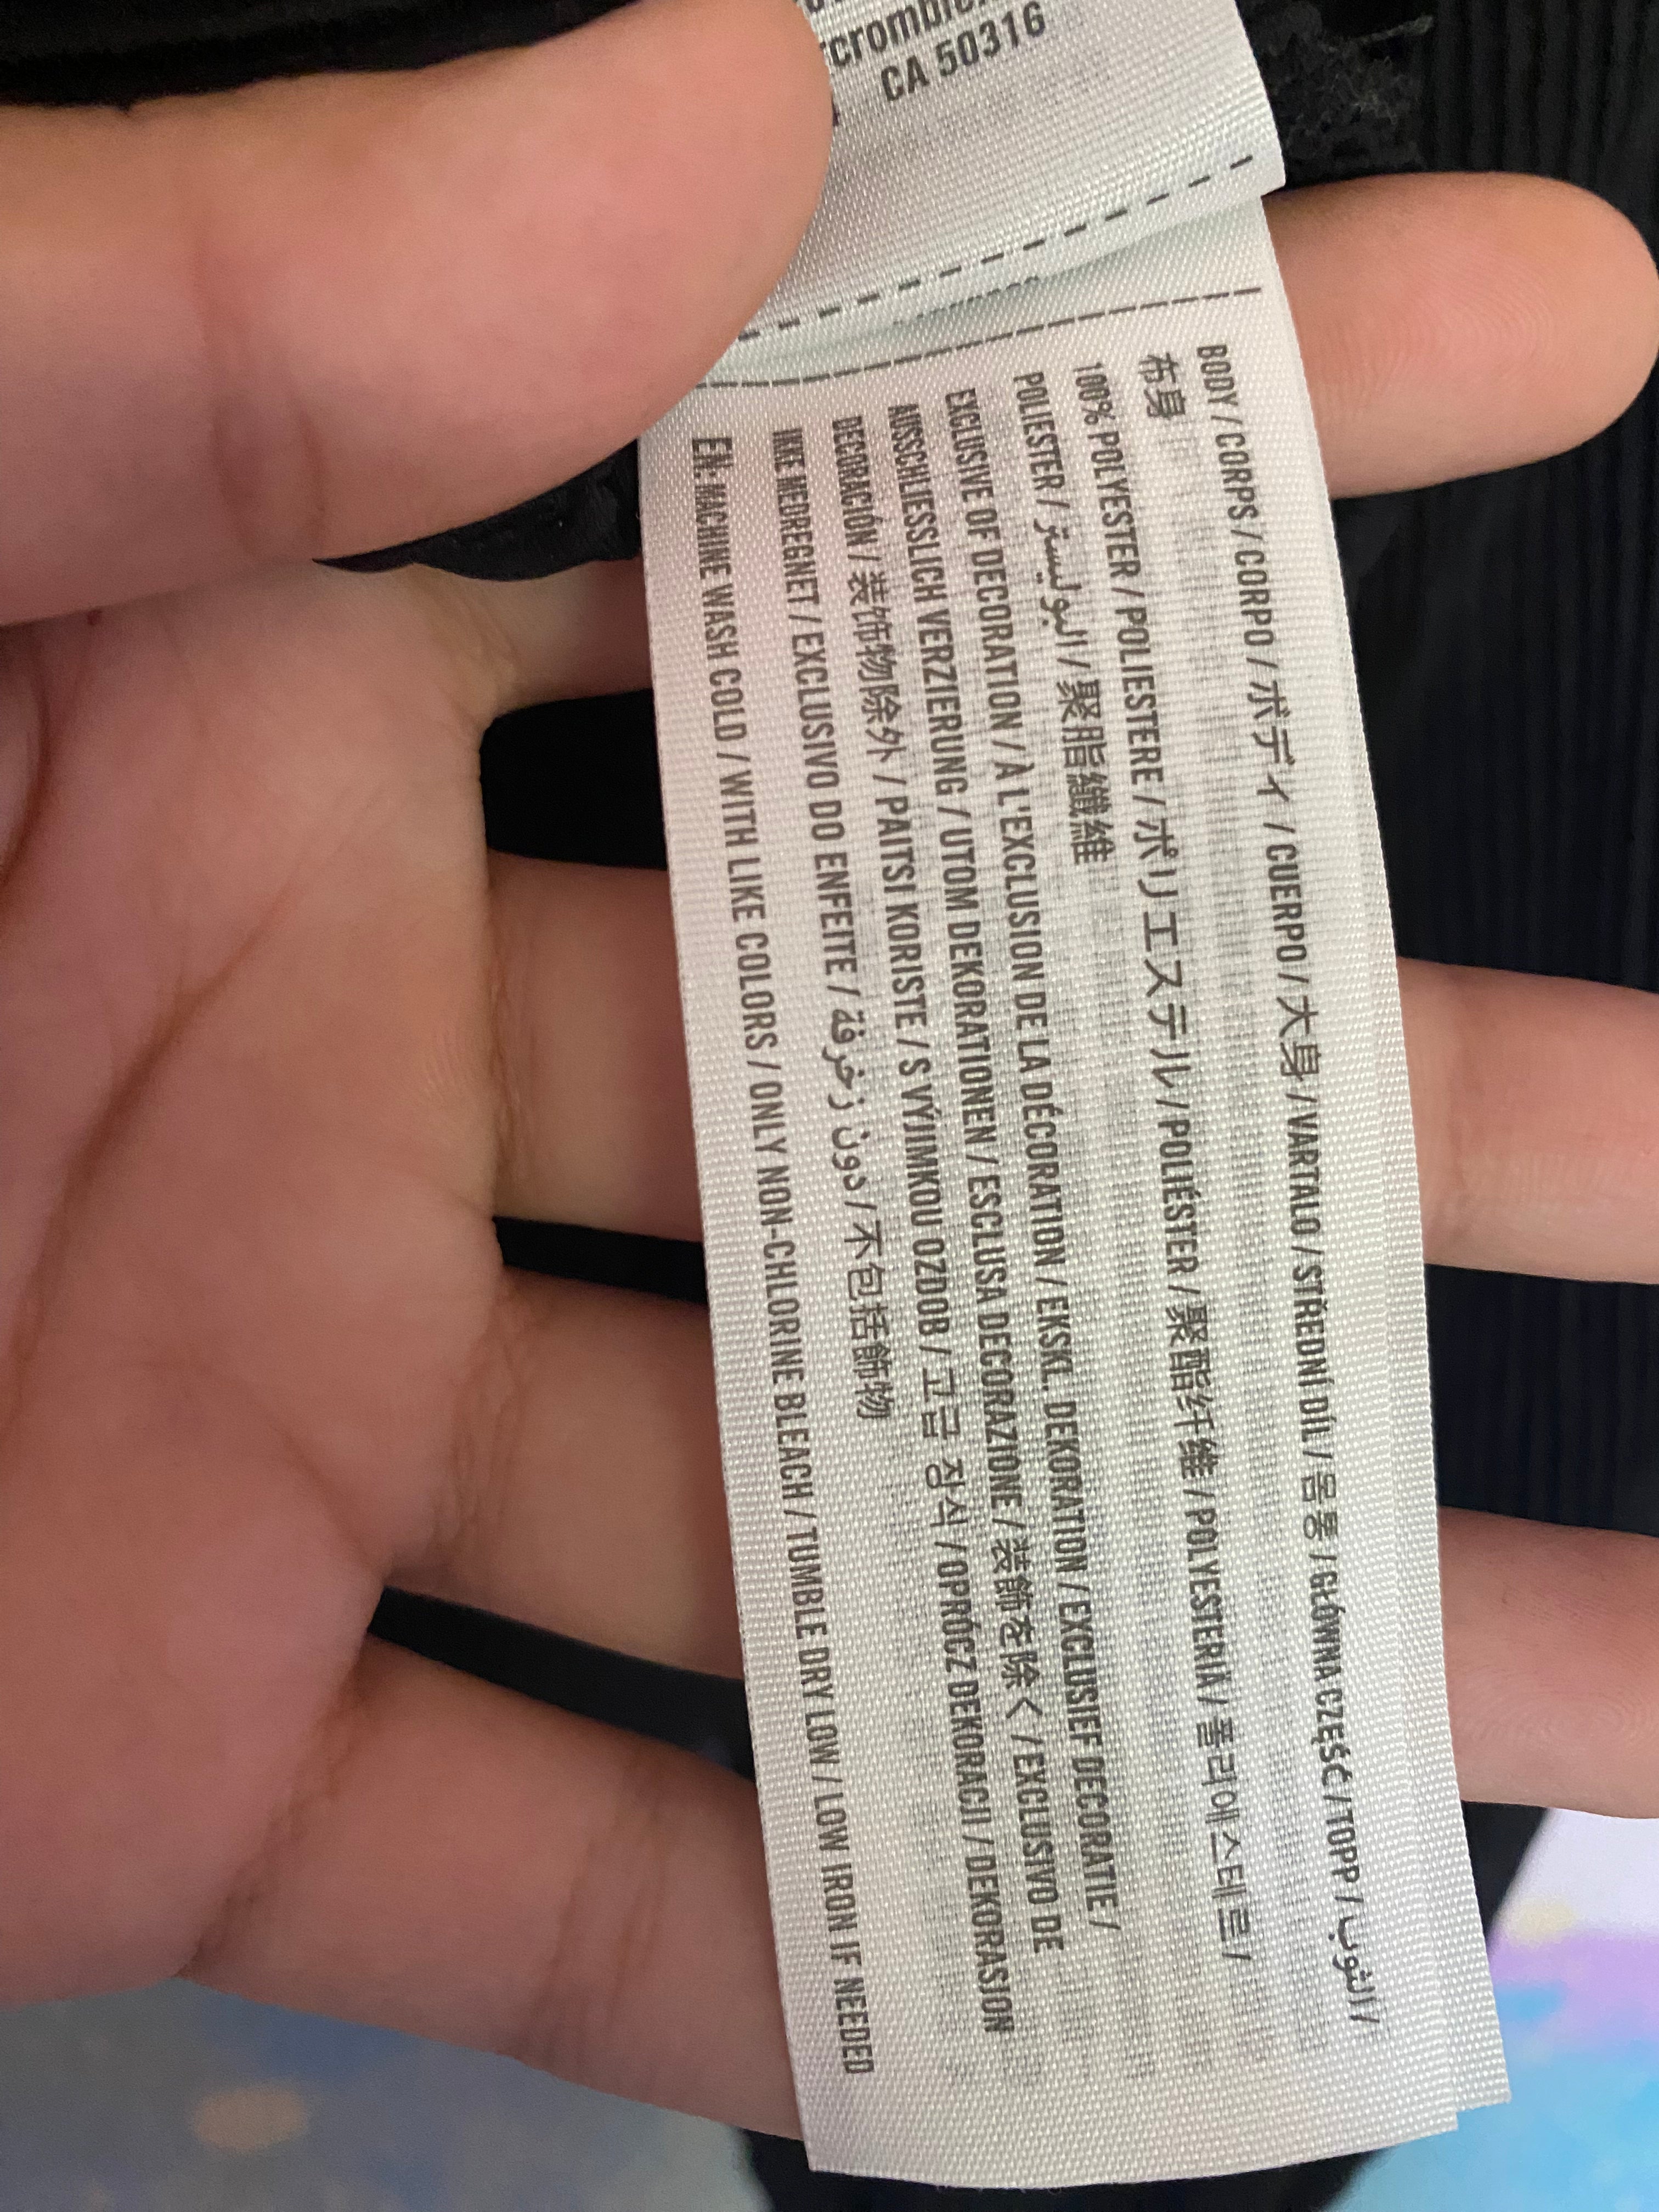 CA 50316
BODY / CORPS / CORPO / ボディ / CUERPO / 大身 / VARTALO / STŘEDNÍ DÍL / 몸통 / GŁÓWNA CZĘŚĆ / TOPP / الثوب /
布身
100% POLYESTER / POLIESTERE / ポリエステル / POLIÉSTER / 聚酯纤维 / POLYESTERIÄ / 폴리에스테르 /
POLIESTER / البوليستر / 聚脂纖維
EXCLUSIVE OF DECORATION / À L'EXCLUSION DE LA DÉCORATION / EKSKL. DEKORATION / EXCLUSIEF DECORATIE /
AUSSCHLIESSLICH VERZIERUNG / UTOM DEKORATIONEN / ESCLUSA DECORAZIONE / 装飾を除く / EXCLUSIVO DE
DECORACIÓN / 装饰物除外 / PAITSI KORISTE / S VÝJIMKOU OZDOB / 고급 장식 / OPRÓCZ DEKORACJI / DEKORASJON
IKKE MEDREGNET / EXCLUSIVO DO ENFEITE / دون زخرفة / 不包括飾物
EN: MACHINE WASH COLD / WITH LIKE COLORS / ONLY NON-CHLORINE BLEACH / TUMBLE DRY LOW / LOW IRON IF NEEDED